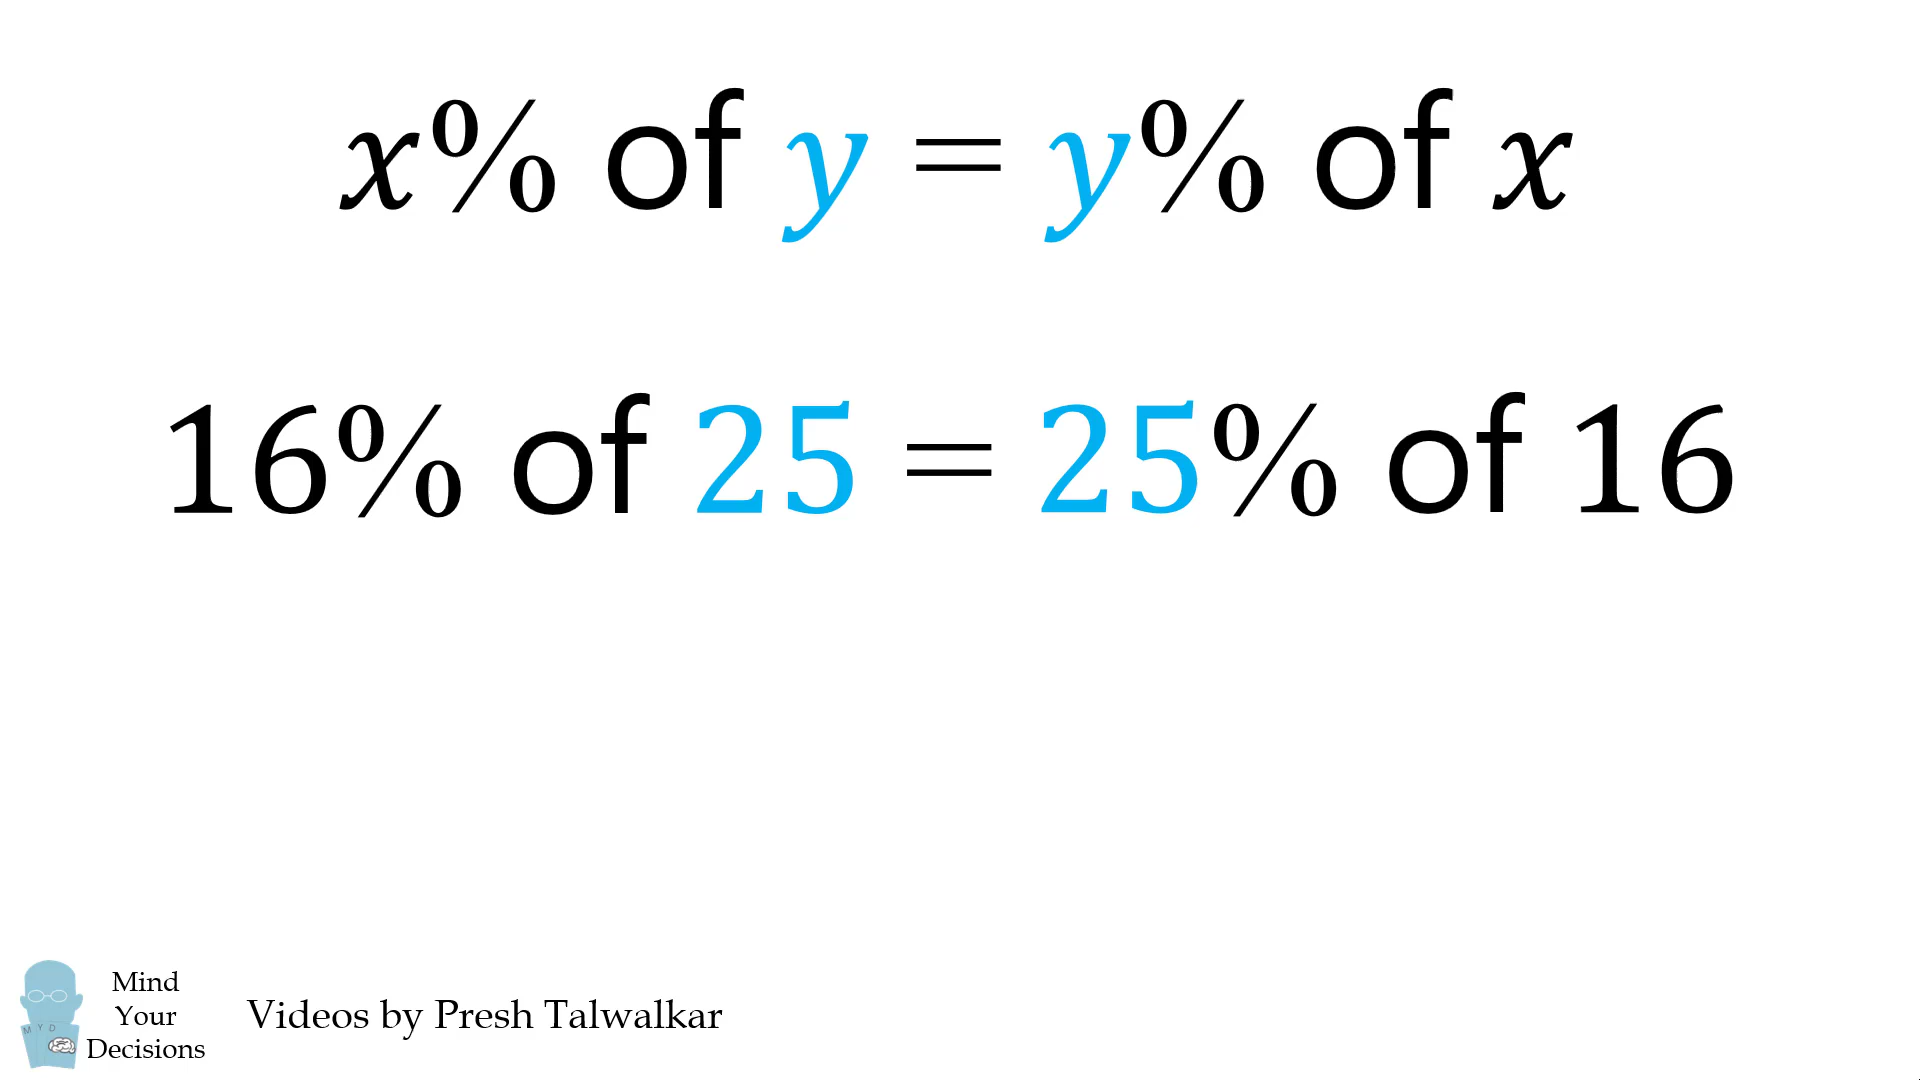 x% of y = y% of x
16% of 25 = 25% of 16
Mind
Your
Decisions
Videos by Presh Talwalkar
M Y D